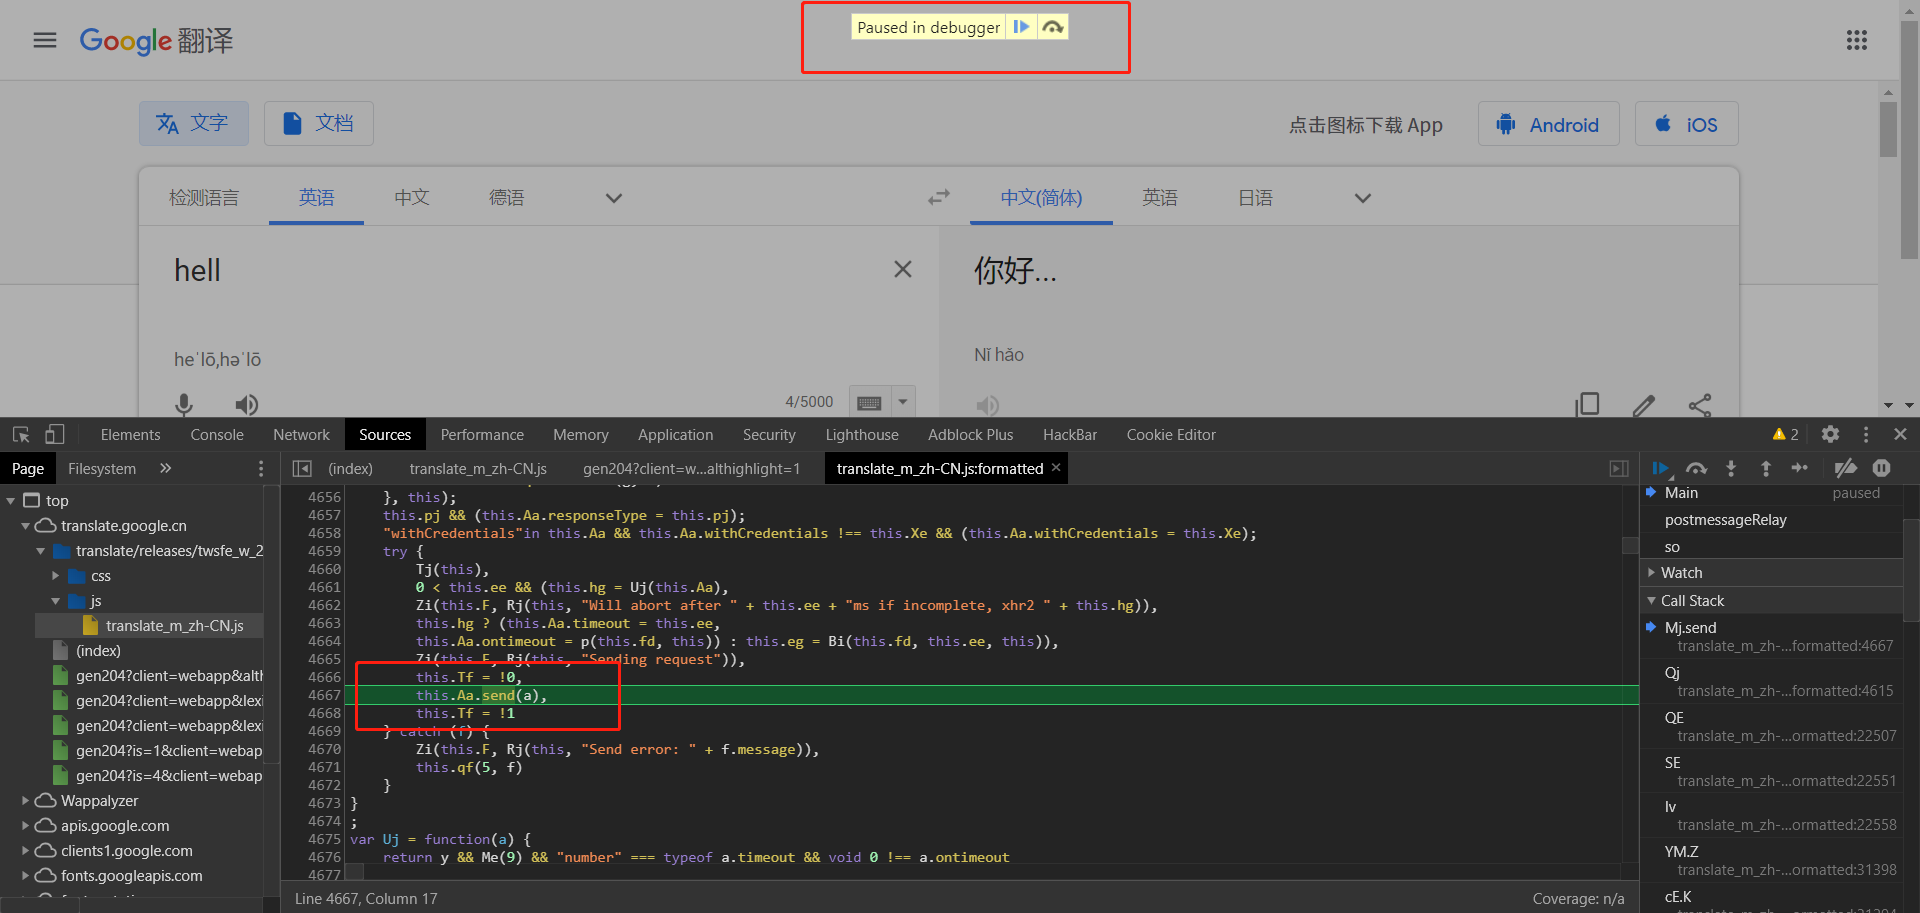 Google 翻译
Paused in debugger
文字
文档
点击图标下载 App
Android
iOS
检测语言
英语
中文
德语
中文(简体)
英语
日语
hell
你好...
heˈlō,həˈlō
Nǐ hǎo
4/5000
Elements Console Network Sources Performance Memory Application Security Lighthouse Adblock Plus HackBar Cookie Editor
2
Page Filesystem
(index) translate_m_zh-CN.js gen204?client=w...althighlight=1 translate_m_zh-CN.js:formatted
top
translate.google.cn
translate/releases/twsfe_w_2
css
js
translate_m_zh-CN.js
(index)
gen204?client=webapp&alth
gen204?client=webapp&lexi
gen204?client=webapp&lexi
gen204?is=1&client=webap
gen204?is=4&client=webap
Wappalyzer
apis.google.com
clients1.google.com
fonts.googleapis.com
4656 }, this);
4657 this.pj && (this.Aa.responseType = this.pj);
4658 "withCredentials"in this.Aa && this.Aa.withCredentials !== this.Xe && (this.Aa.withCredentials = this.Xe);
4659 try {
4660 Tj(this),
4661 0 < this.ee && (this.hg = Uj(this.Aa),
4662 Zi(this.F, Rj(this, "Will abort after " + this.ee + "ms if incomplete, xhr2 " + this.hg)),
4663 this.hg ? (this.Aa.timeout = this.ee,
4664 this.Aa.ontimeout = p(this.fd, this)) : this.eg = Bi(this.fd, this.ee, this)),
4665 Zi(this.F, Rj(this, "Sending request")),
4666 this.Tf = !0,
4667 this.Aa.send(a),
4668 this.Tf = !1
4669 } catch (f) {
4670 Zi(this.F, Rj(this, "Send error: " + f.message)),
4671 this.qf(5, f)
4672 }
4673 }
4674 ;
4675 var Uj = function(a) {
4676 return y && Me(9) && "number" === typeof a.timeout && void 0 !== a.ontimeout
4677
Line 4667, Column 17
Coverage: n/a
Main paused
postmessageRelay
so
Watch
Call Stack
Mj.send
translate_m_zh-...formatted:4667
Qj
translate_m_zh-...formatted:4615
QE
translate_m_zh-...ormatted:22507
SE
translate_m_zh-...ormatted:22551
Iv
translate_m_zh-...ormatted:22558
YM.Z
translate_m_zh-...ormatted:31398
cE.K